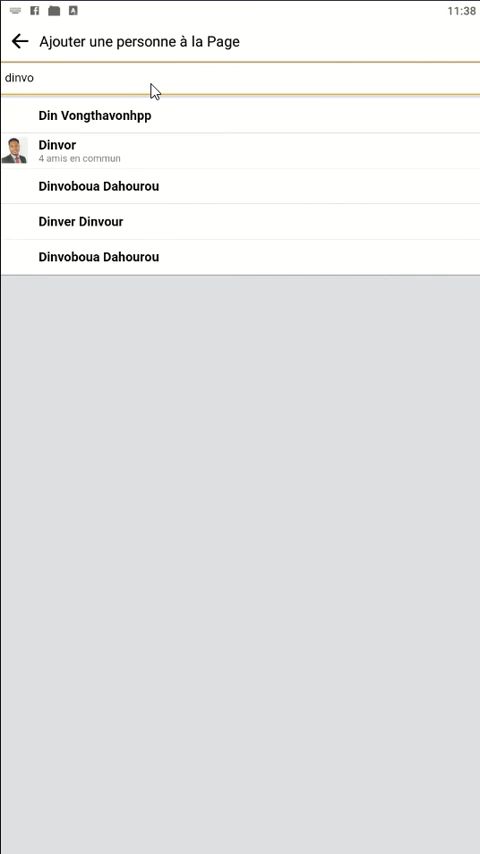 11:38
Ajouter une personne à la Page
dinvo
Din Vongthavonhpp
Dinvor
4 amis en commun
Dinvoboua Dahourou
Dinver Dinvour
Dinvoboua Dahourou